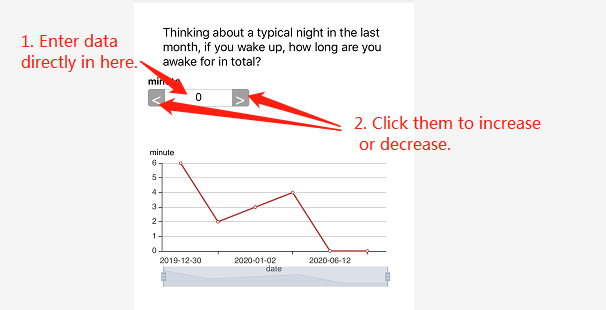 Thinking about a typical night in the last
month, if you wake up, how long are you
awake for in total?
1. Enter data
directly in here.
< 0 >
2. Click them to increase
or decrease.
minute
6
5
4
3
2
1
0
2019-12-30 2020-01-02 2020-06-12
date